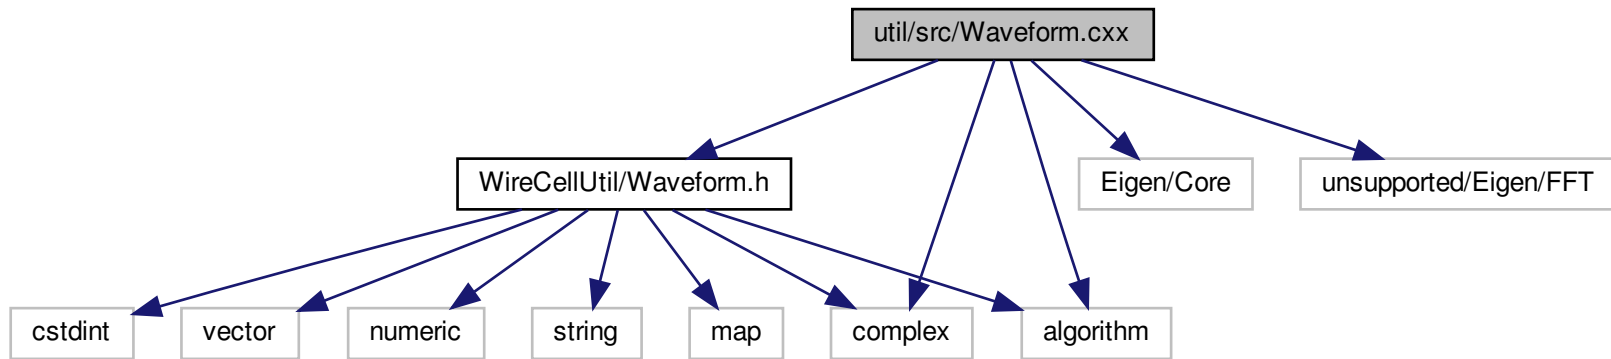 util/src/Waveform.cxx
WireCellUtil/Waveform.h
Eigen/Core
unsupported/Eigen/FFT
cstdint
vector
numeric
string
map
complex
algorithm